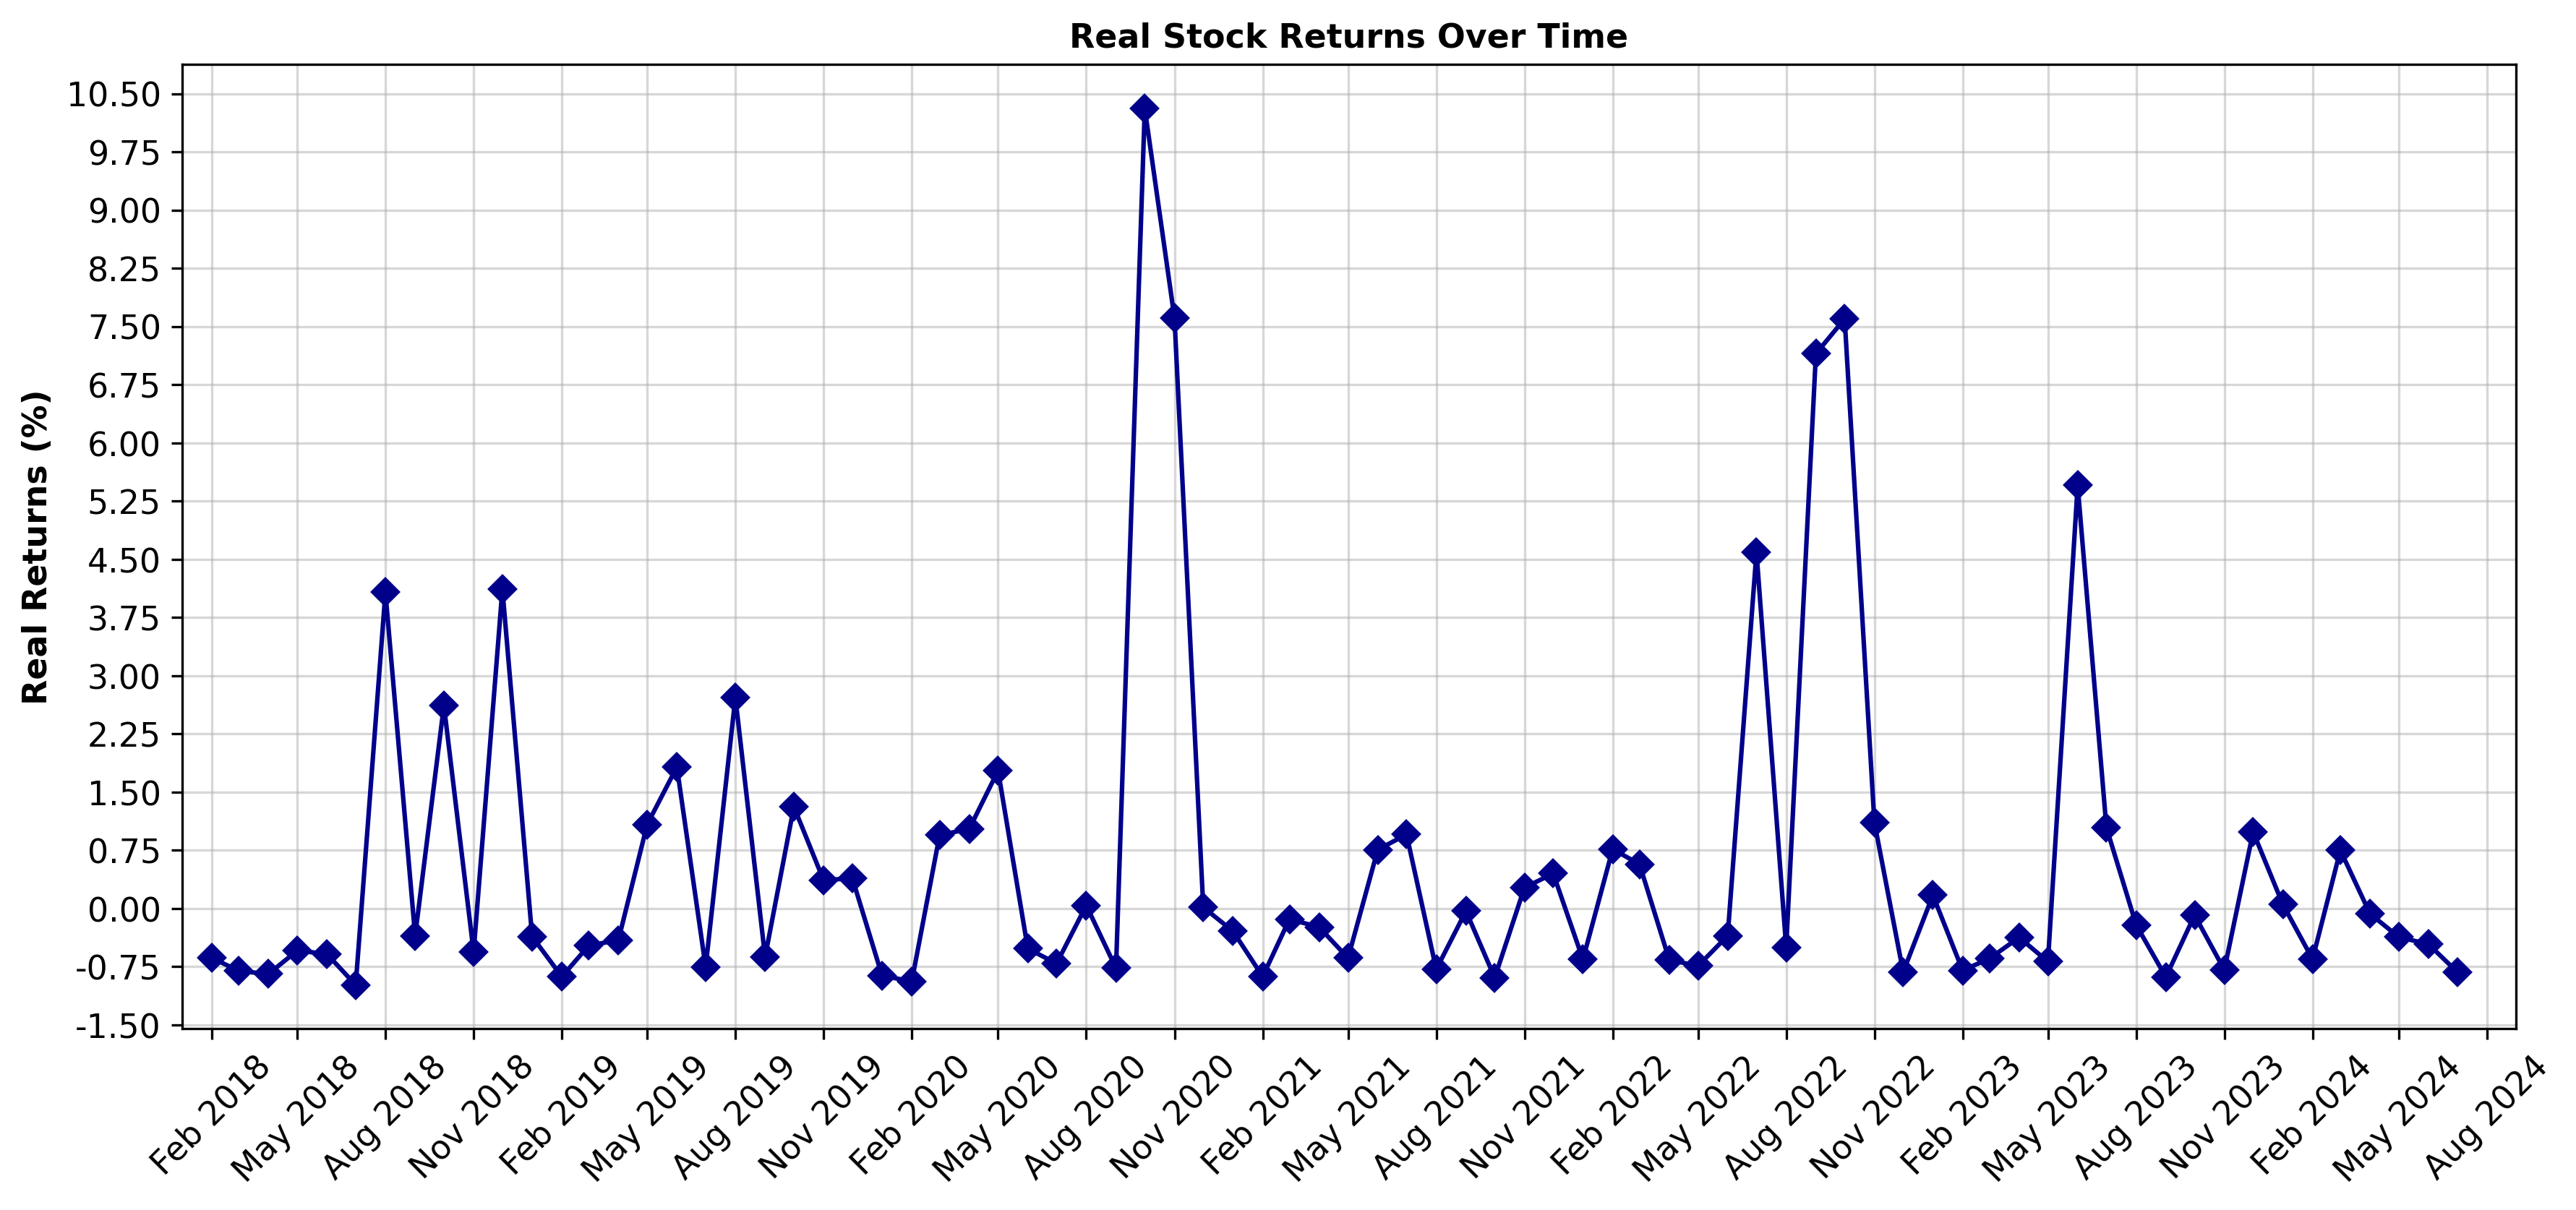 Real Stock Returns Over Time
Real Returns (%)
10.50
9.75
9.00
8.25
7.50
6.75
6.00
5.25
4.50
3.75
3.00
2.25
1.50
0.75
0.00
-0.75
-1.50
Feb 2018
May 2018
Aug 2018
Nov 2018
Feb 2019
May 2019
Aug 2019
Nov 2019
Feb 2020
May 2020
Aug 2020
Nov 2020
Feb 2021
May 2021
Aug 2021
Nov 2021
Feb 2022
May 2022
Aug 2022
Nov 2022
Feb 2023
May 2023
Aug 2023
Nov 2023
Feb 2024
May 2024
Aug 2024